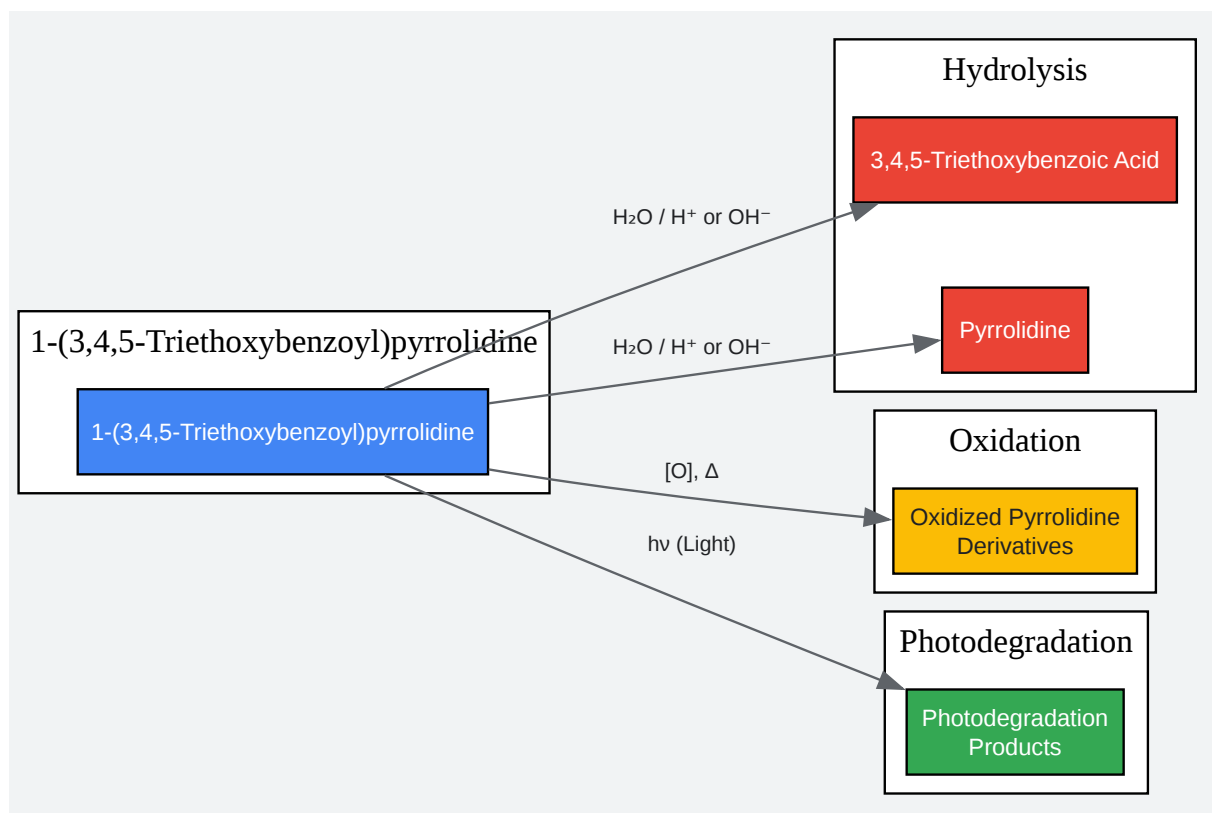 Hydrolysis
3,4,5-Triethoxybenzoic Acid
H₂O / H⁺ or OH⁻
Pyrrolidine
H₂O / H⁺ or OH⁻
1-(3,4,5-Triethoxybenzoyl)pyrrolidine
1-(3,4,5-Triethoxybenzoyl)pyrrolidine
Oxidation
[O], Δ
Oxidized Pyrrolidine
Derivatives
hν (Light)
Photodegradation
Photodegradation
Products